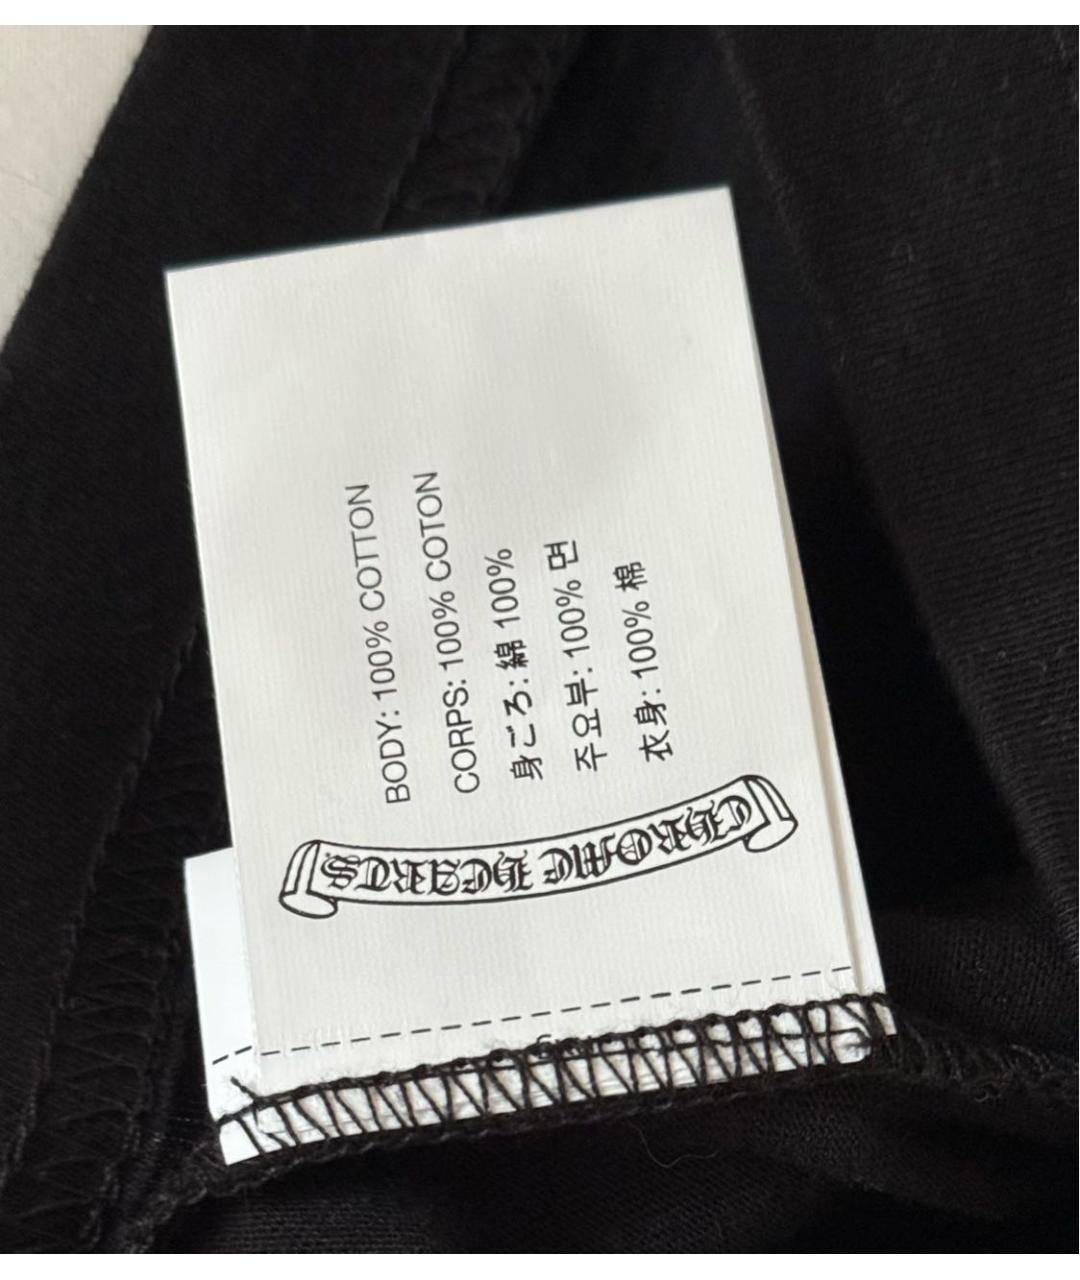 BODY: 100% COTTON
CORPS: 100% COTON
身ごろ: 綿 100%
주요부: 100% 면
衣身: 100% 棉
CHROME HEARTS